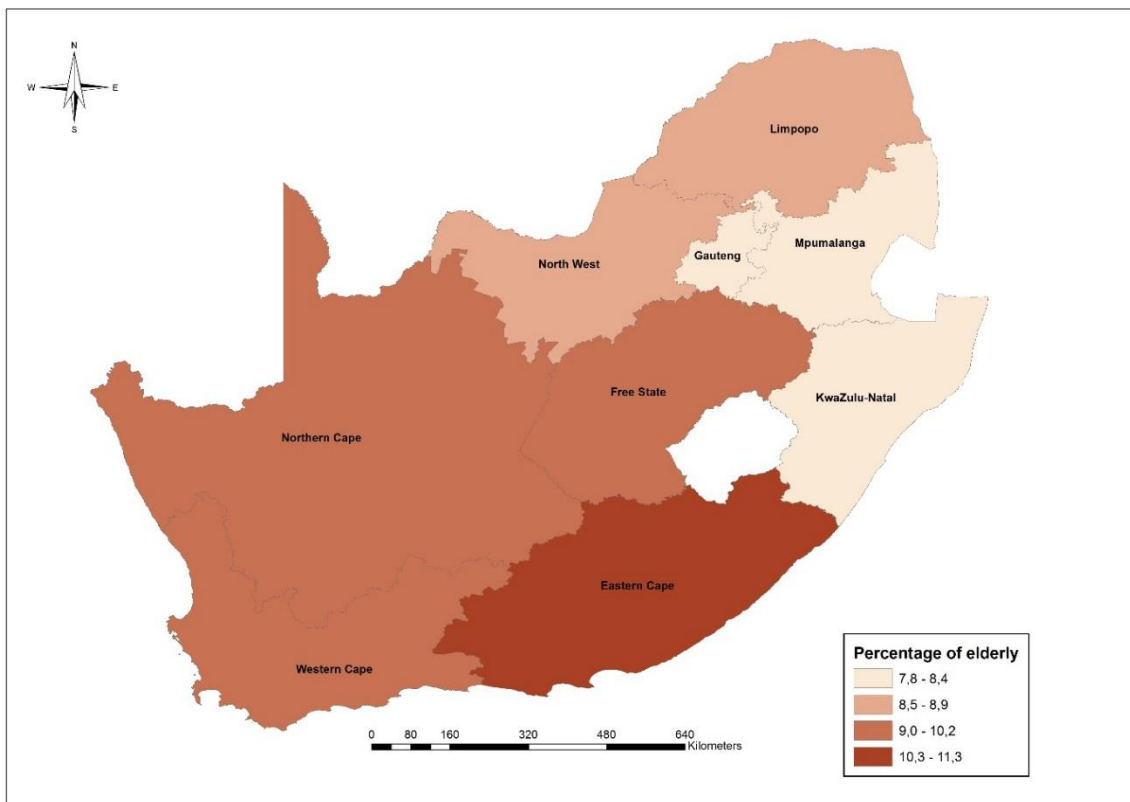 N
W E
S
Limpopo
Mpumalanga
Gauteng
North West
Free State
KwaZulu-Natal
Northern Cape
Eastern Cape
Western Cape
Percentage of elderly
7,8 - 8,4
8,5 - 8,9
9,0 - 10,2
10,3 - 11,3
0 80 160 320 480 640
Kilometers